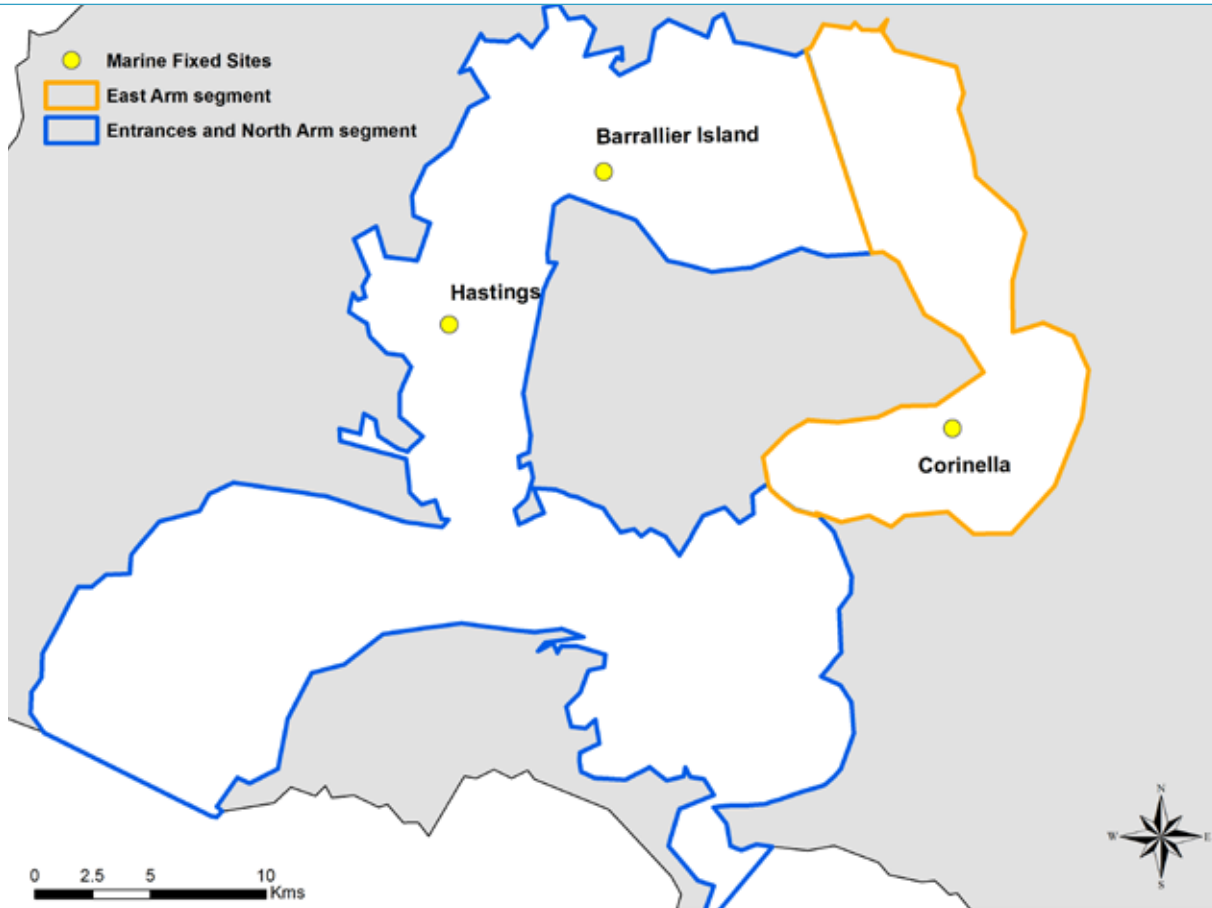 Marine Fixed Sites
East Arm segment
Entrances and North Arm segment
Barrallier Island
Hastings
Corinella
N
W E
S
0 2.5 5 10
Kms